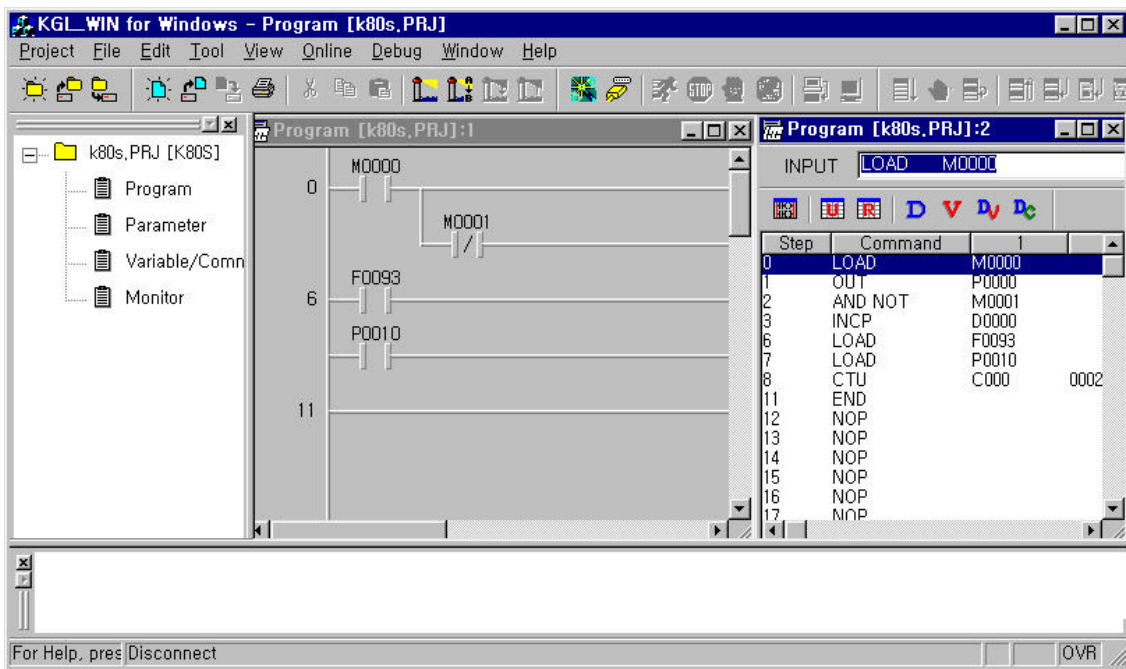 KGL_WIN for Windows - Program [k80s,PRJ]
Project File Edit Tool View Online Debug Window Help
k80s,PRJ [K80S]
Program
Parameter
Variable/Comn
Monitor
Program [k80s,PRJ]:1
M0000
0
M0001
F0093
6
P0010
11
Program [k80s,PRJ]:2
INPUT LOAD M0000
U R D V DV DC
Step Command 1
0 LOAD M0000
1 OUT P0000
2 AND NOT M0001
3 INCP D0000
6 LOAD F0093
7 LOAD P0010
8 CTU C000 0002
11 END
12 NOP
13 NOP
14 NOP
15 NOP
16 NOP
17 NOP
For Help, pres Disconnect OVR